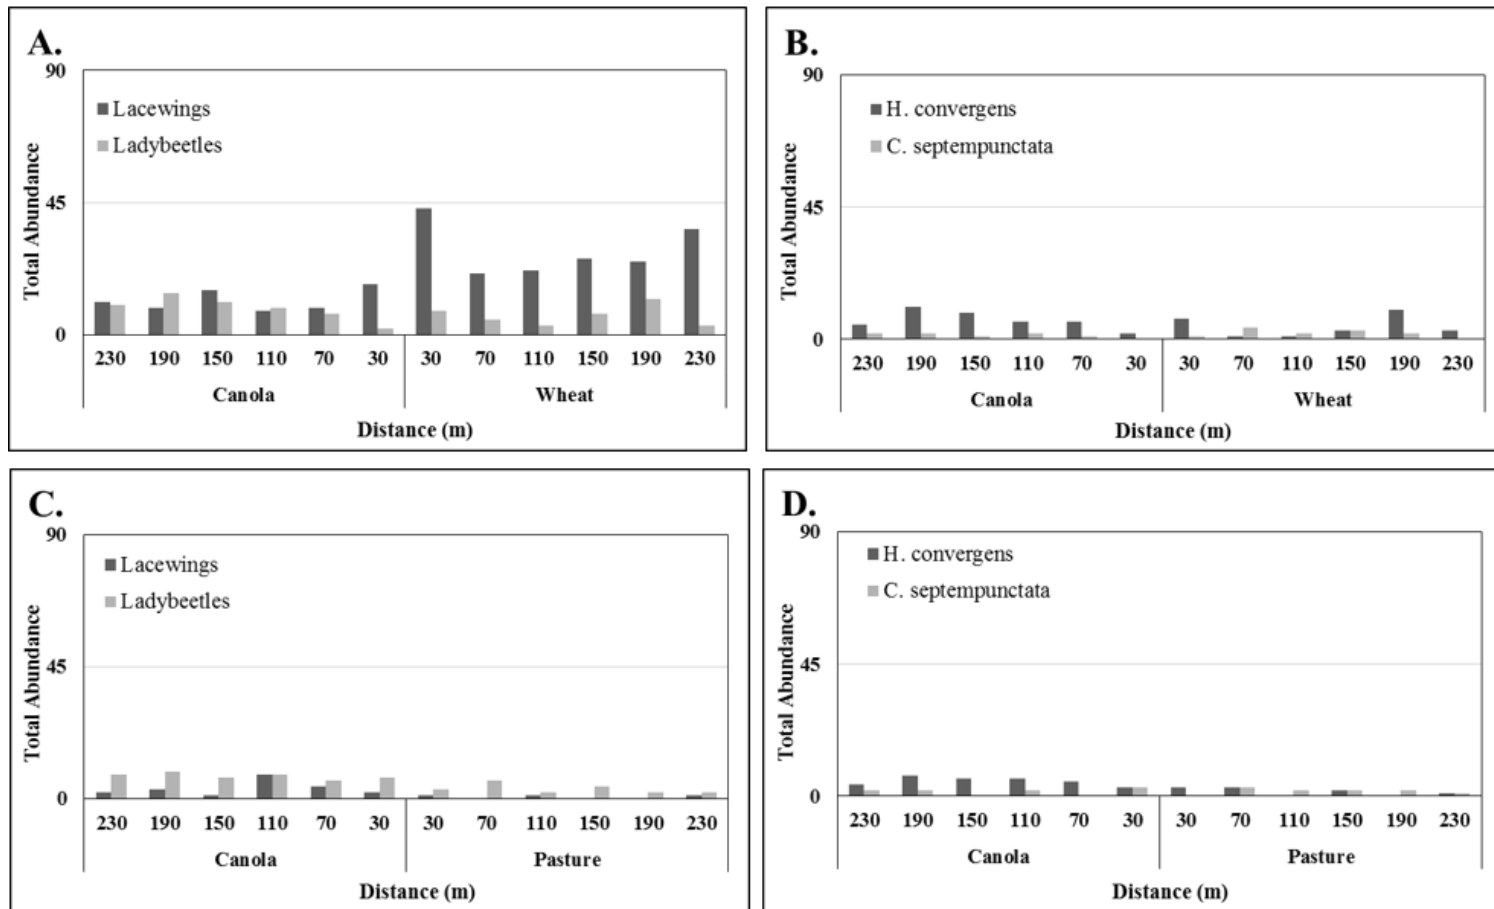 A.
90
Lacewings
Ladybeetles
45
0
Total Abundance
230 190 150 110 70 30 30 70 110 150 190 230
Canola Wheat
Distance (m)
B.
90
H. convergens
C. septempunctata
45
0
Total Abundance
230 190 150 110 70 30 30 70 110 150 190 230
Canola Wheat
Distance (m)
C.
90
Lacewings
Ladybeetles
45
0
Total Abundance
230 190 150 110 70 30 30 70 110 150 190 230
Canola Pasture
Distance (m)
D.
90
H. convergens
C. septempunctata
45
0
Total Abundance
230 190 150 110 70 30 30 70 110 150 190 230
Canola Pasture
Distance (m)